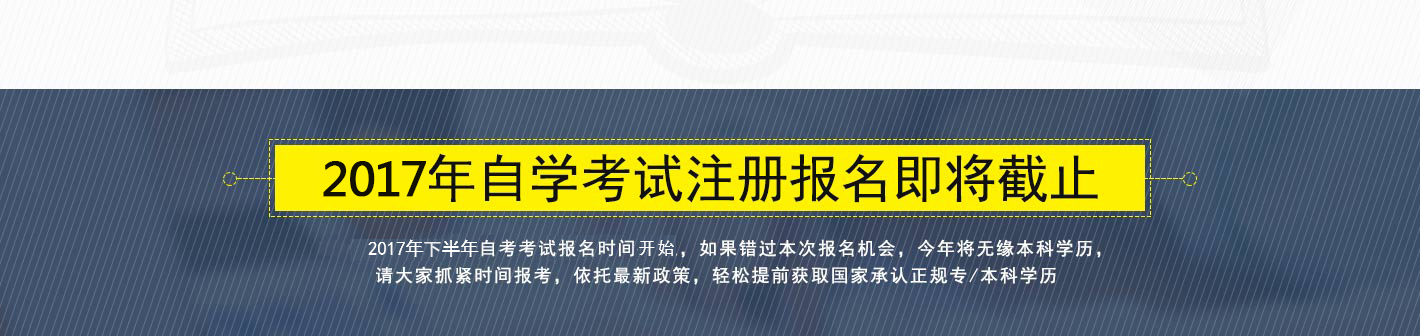 2017年自学考试注册报名即将截止
2017年下半年自考考试报名时间开始,，如果错过本次报名机会，今年将无缘本科学历，
请大家抓紧时间报考，依托最新政策，轻松提前获取国家承认正规专/本科学历